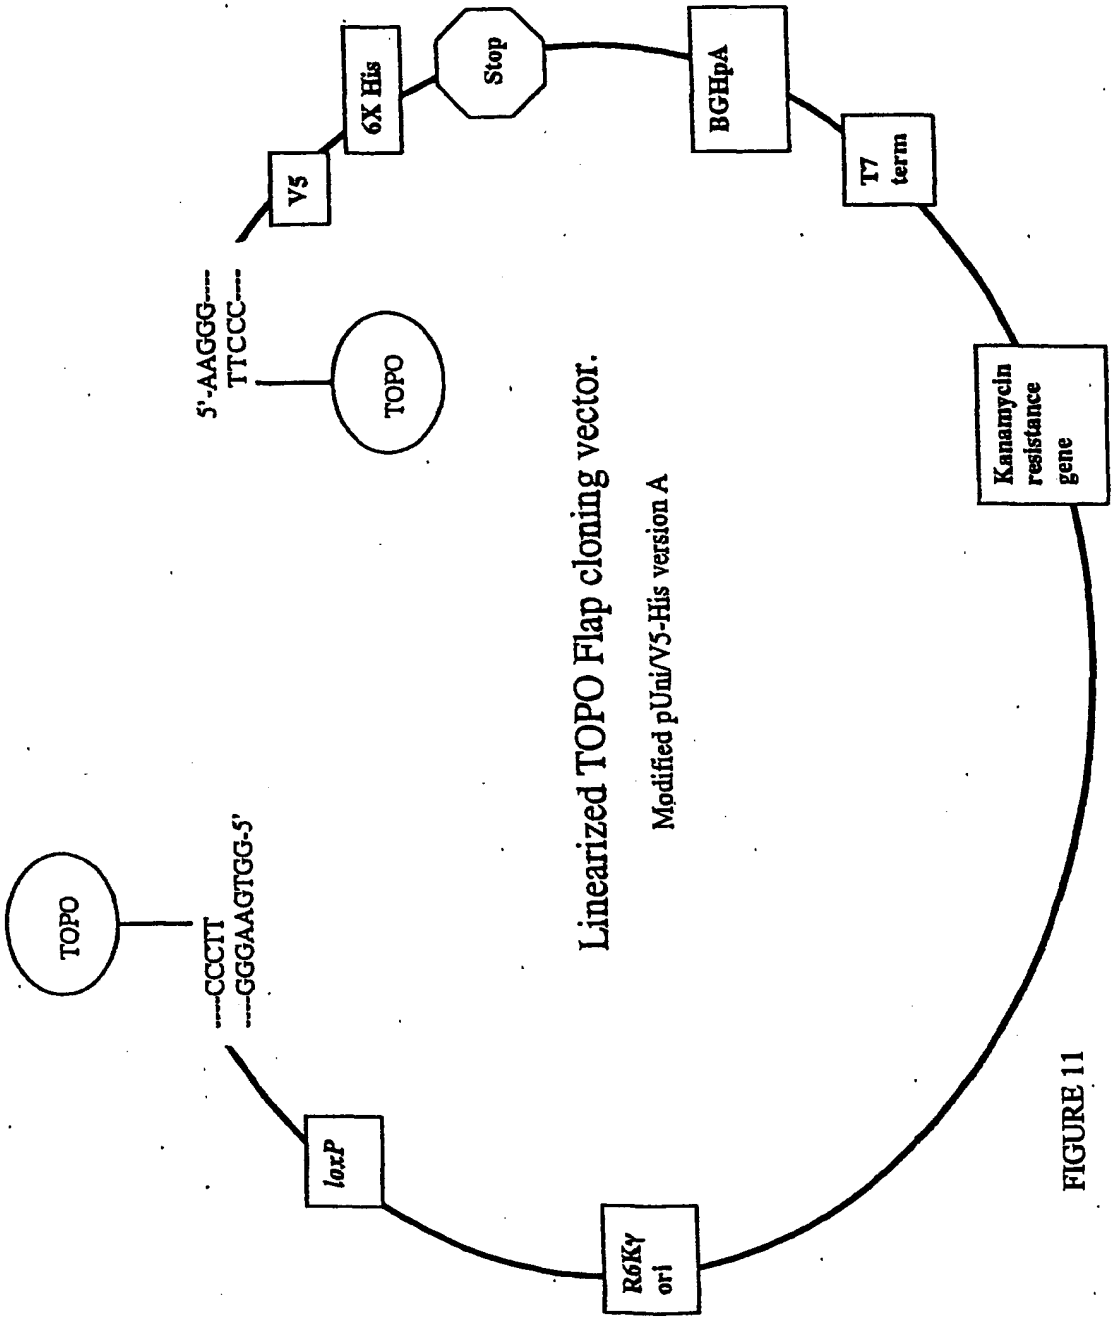 TOPO
----CCCTT
----GGGAAGTGG-5'
5'-AAGGG----
TTCCC----
TOPO
V5
6X His
Stop
loxP
Linearized TOPO Flap cloning vector.
Modified pUni/V5-His version A
BGHpA
T7
term
R6Kγ
ori
Kanamycin
resistance
gene
FIGURE 11